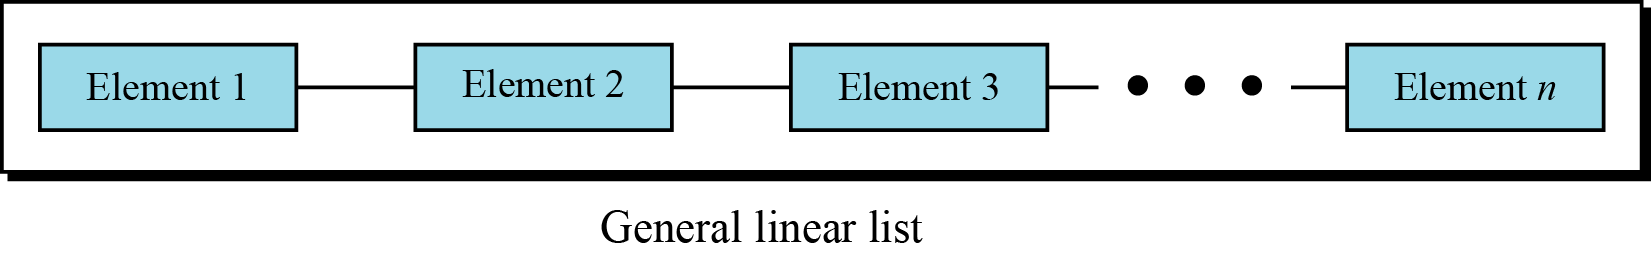 Element 1 Element 2 Element 3 • • • Element n
General linear list